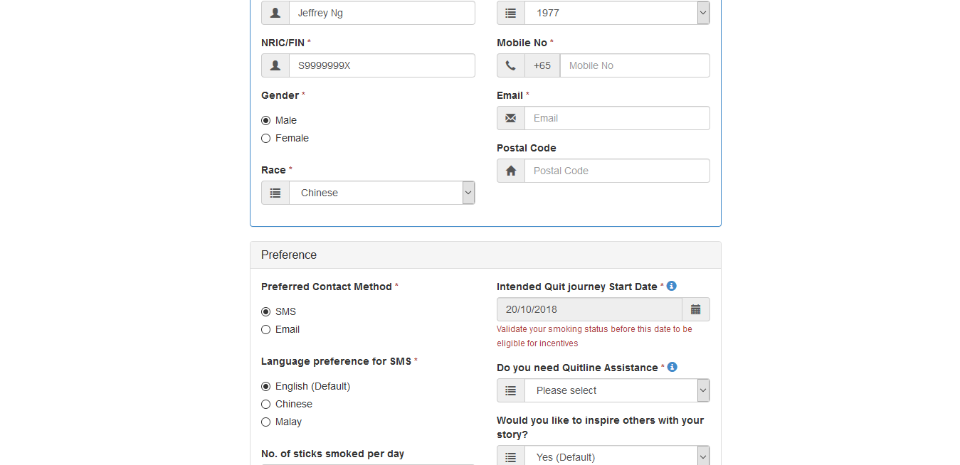 Jeffrey Ng
1977
NRIC/FIN *
Mobile No *
S9999999X
+65 Mobile No
Gender *
Email *
Male
Email
Female
Postal Code
Race *
Postal Code
Chinese
Preference
Preferred Contact Method *
Intended Quit journey Start Date *
SMS
20/10/2018
Email
Validate your smoking status before this date to be
eligible for incentives
Language preference for SMS *
Do you need Quitline Assistance *
English (Default)
Please select
Chinese
Malay
Would you like to inspire others with your
story?
No. of sticks smoked per day
Yes (Default)